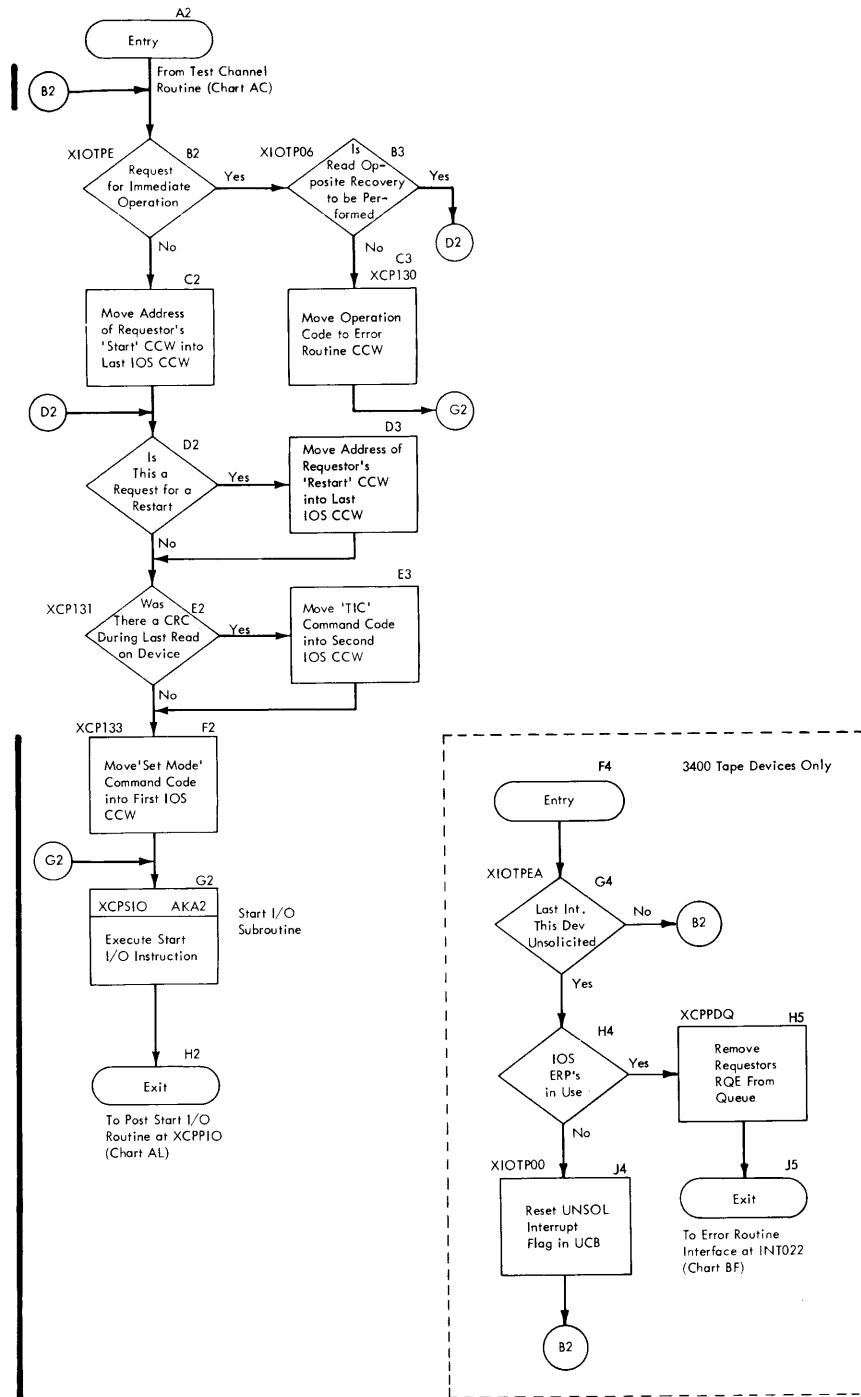 A2
Entry
From Test Channel
Routine (Chart AC)
B2
XIOTPE
B2
Request
for Immediate
Operation
Yes
No
XIOTP06
B3
Is
Read Op-
posite Recovery
to be Per-
formed
Yes
D2
No
C2
Move Address
of Requestor's
'Start' CCW into
Last IOS CCW
C3
XCP130
Move Operation
Code to Error
Routine CCW
G2
D2
D2
Is
This a
Request for a
Restart
Yes
No
D3
Move Address of
Requestor's
'Restart' CCW
into Last
IOS CCW
XCP131
E2
Was
There a CRC
During Last Read
on Device
Yes
No
E3
Move 'TIC'
Command Code
into Second
IOS CCW
XCP133
F2
Move'Set Mode'
Command Code
into First IOS
CCW
G2
G2
XCPSIO AKA2
Execute Start
I/O Instruction
Start I/O
Subroutine
H2
Exit
To Post Start I/O
Routine at XCPPIO
(Chart AL)
F4
3400 Tape Devices Only
Entry
XIOTPEA
G4
Last Int.
This Dev
Unsolicited
No
B2
Yes
H4
IOS
ERP's
in Use
Yes
No
XCPPDQ
H5
Remove
Requestors
RQE From
Queue
XIOTP00
J4
Reset UNSOL
Interrupt
Flag in UCB
B2
J5
Exit
To Error Routine
Interface at INT022
(Chart BF)